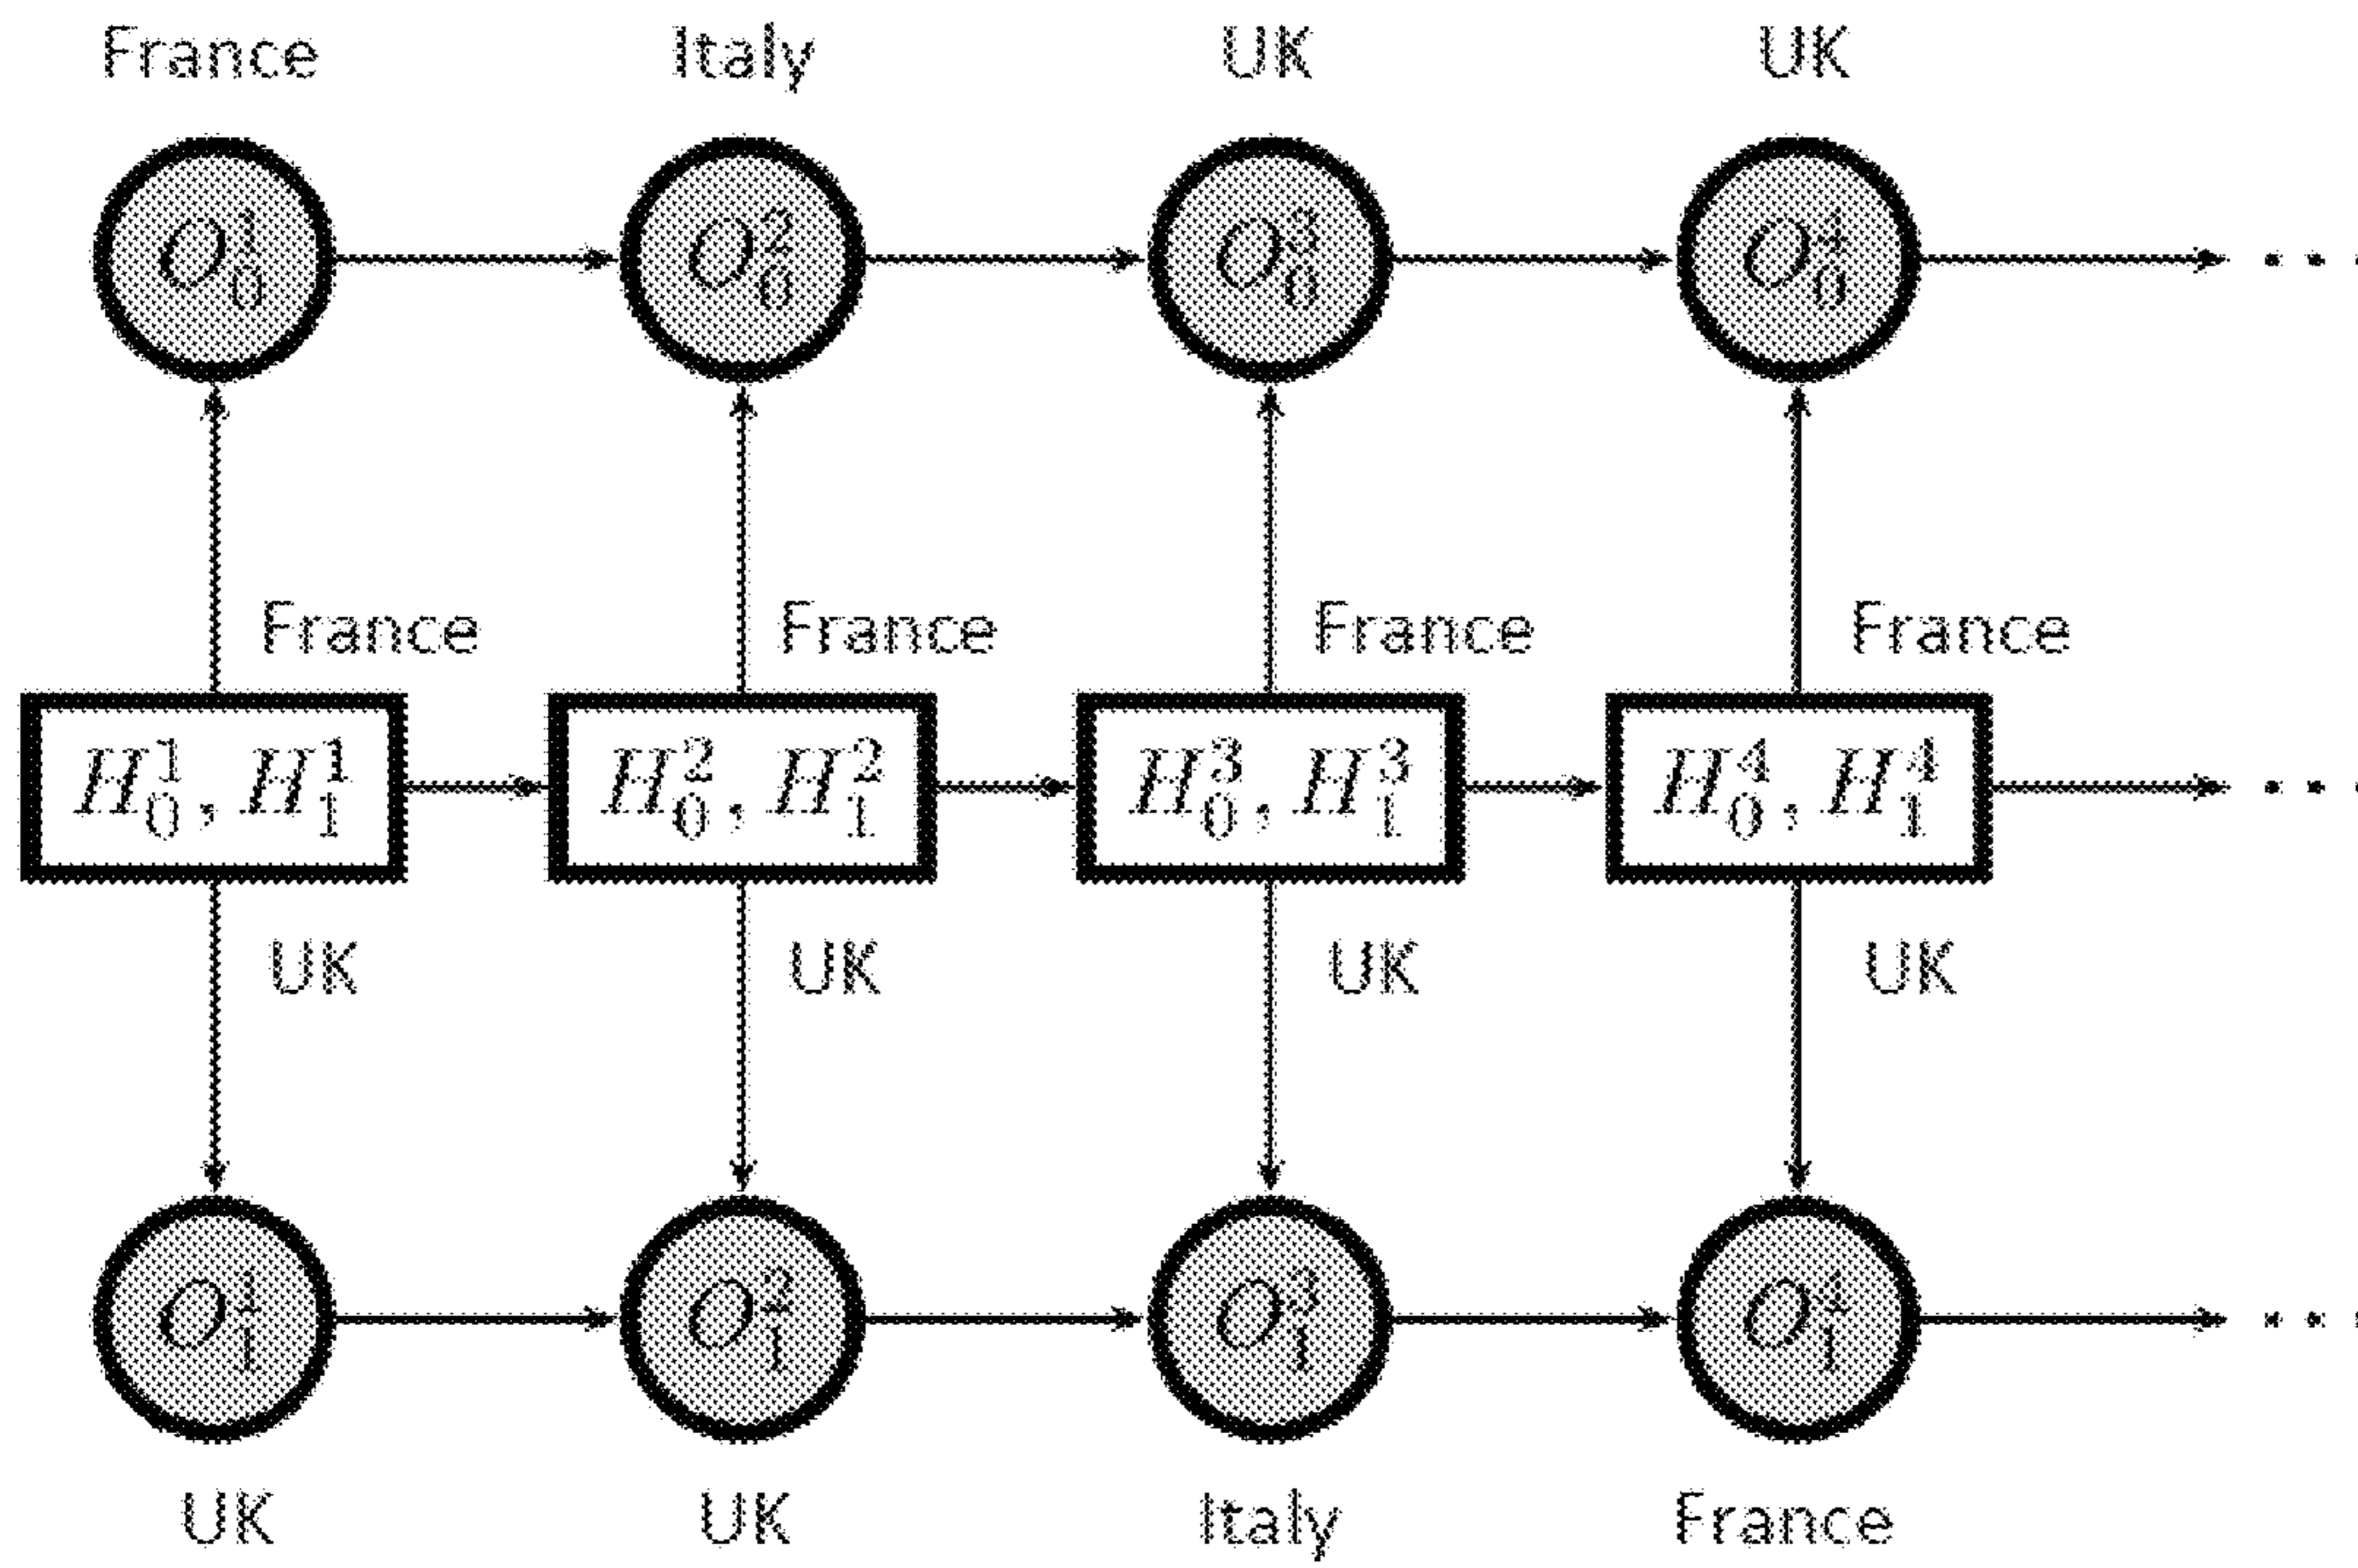 France Italy UK UK
O_0^1 O_0^2 O_0^3 O_0^4 ...
France France France France
H_0^1, H_1^1 H_0^2, H_1^2 H_0^3, H_1^3 H_0^4, H_1^4 ...
UK UK UK UK
O_1^1 O_1^2 O_1^3 O_1^4 ...
UK UK Italy France